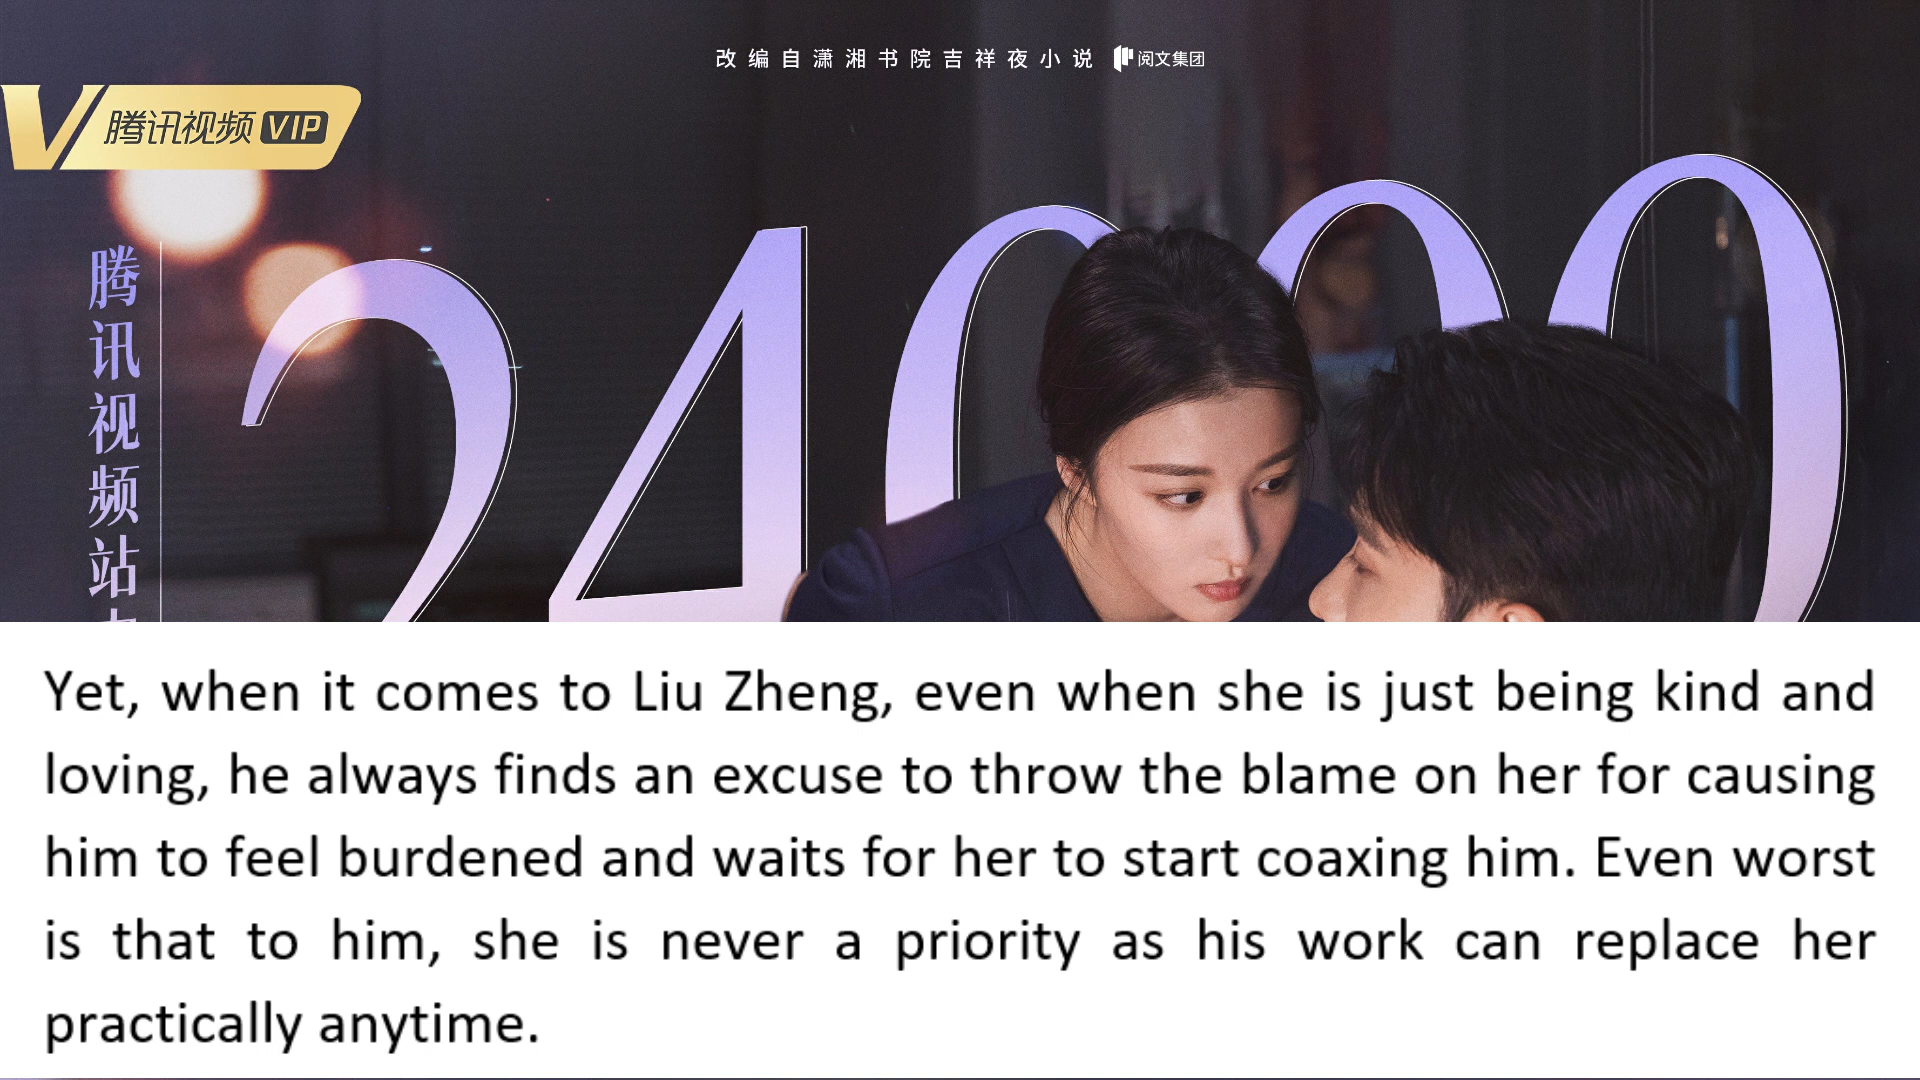 改编自潇湘书院吉祥夜小说 阅文集团
V腾讯视频VIP
腾讯视频站
2400
Yet, when it comes to Liu Zheng, even when she is just being kind and
loving, he always finds an excuse to throw the blame on her for causing
him to feel burdened and waits for her to start coaxing him. Even worst
is that to him, she is never a priority as his work can replace her
practically anytime.